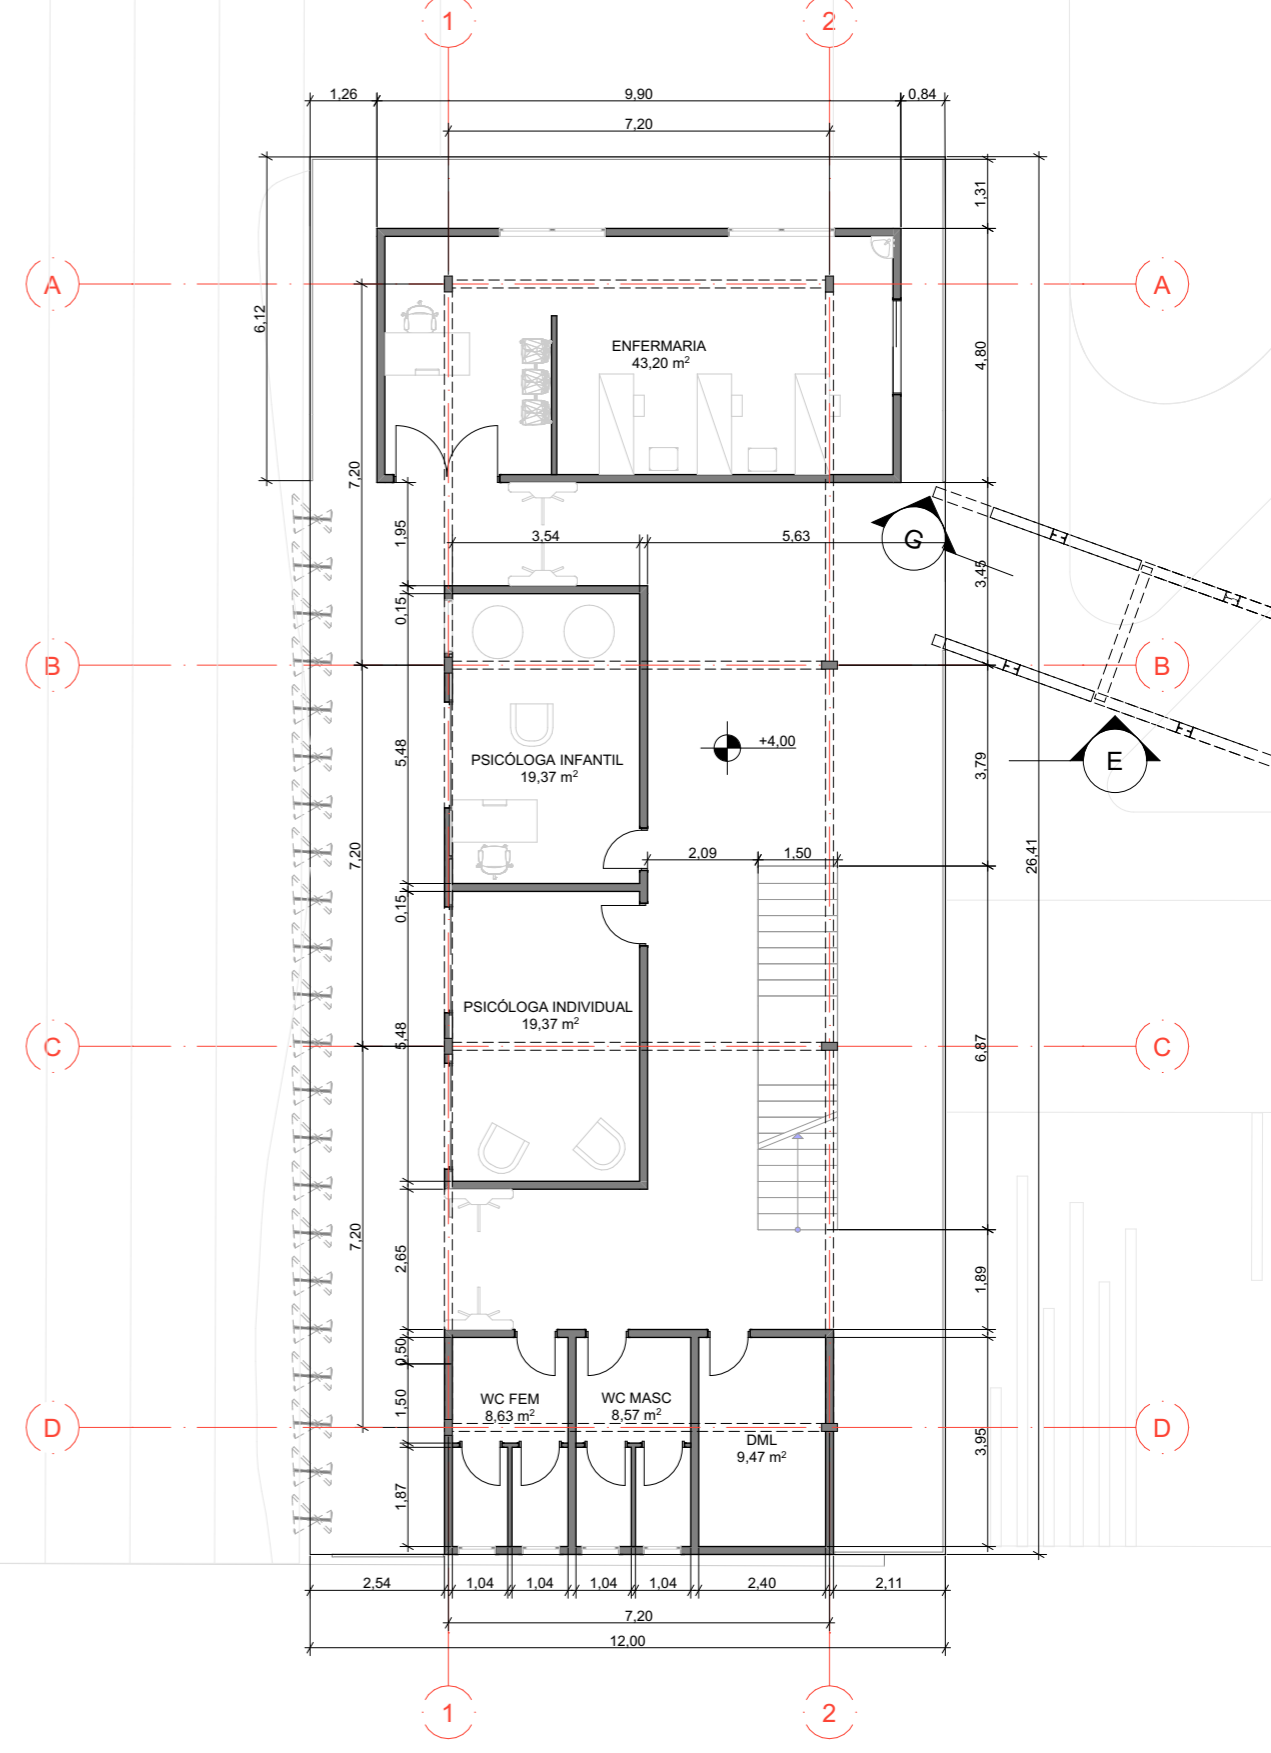 1
2
1,26
9,90
0,84
7,20
1,31
A
A
6,12
ENFERMARIA
43,20 m²
4,80
7,20
1,95
3,54
5,63
G
3,45
0,15
B
B
5,48
PSICÓLOGA INFANTIL
19,37 m²
+4,00
3,79
E
7,20
2,09
1,50
26,41
0,15
PSICÓLOGA INDIVIDUAL
19,37 m²
5,48
C
C
6,87
7,20
2,65
1,89
0,50
WC FEM
8,63 m²
WC MASC
8,57 m²
1,50
D
D
DML
9,47 m²
3,95
1,87
2,54
1,04
1,04
1,04
1,04
2,40
2,11
7,20
12,00
1
2